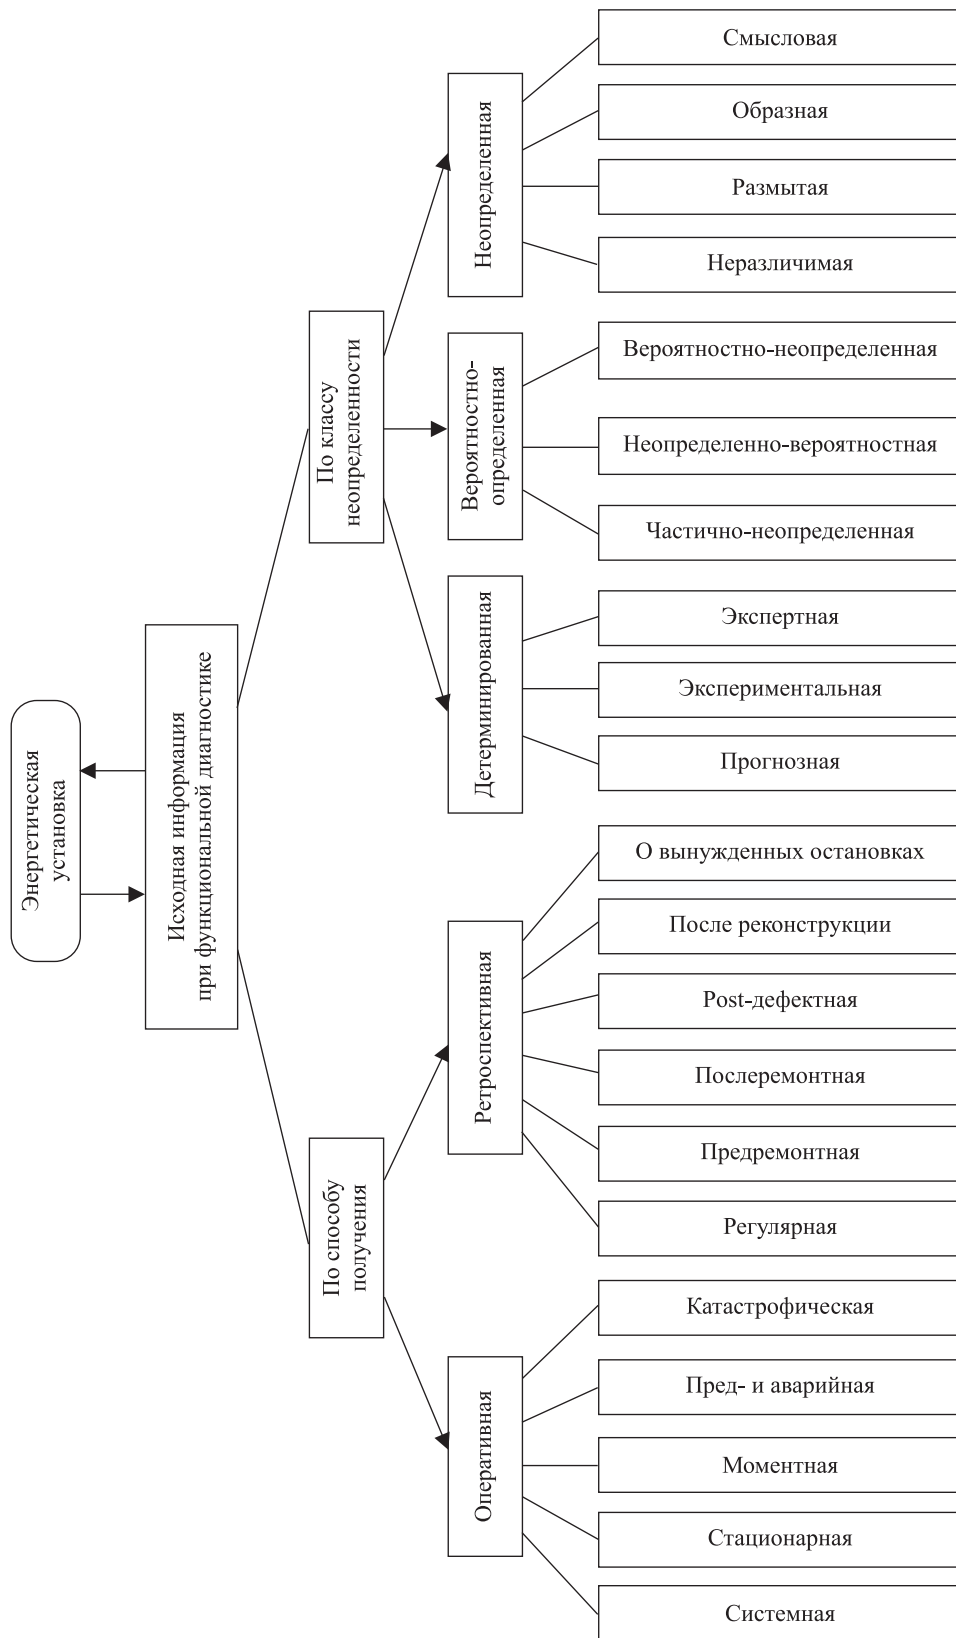 Энергетическая
установка
Исходная информация
при функциональной диагностике
По классу
неопределенности
По способу
получения
Неопределенная
Вероятностно-
определенная
Детерминированная
Ретроспективная
Оперативная
Смысловая
Образная
Размытая
Неразличимая
Вероятностно-неопределенная
Неопределенно-вероятностная
Частично-неопределенная
Экспертная
Экспериментальная
Прогнозная
О вынужденных остановках
После реконструкции
Post-дефектная
Послеремонтная
Предремонтная
Регулярная
Катастрофическая
Пред- и аварийная
Моментная
Стационарная
Системная